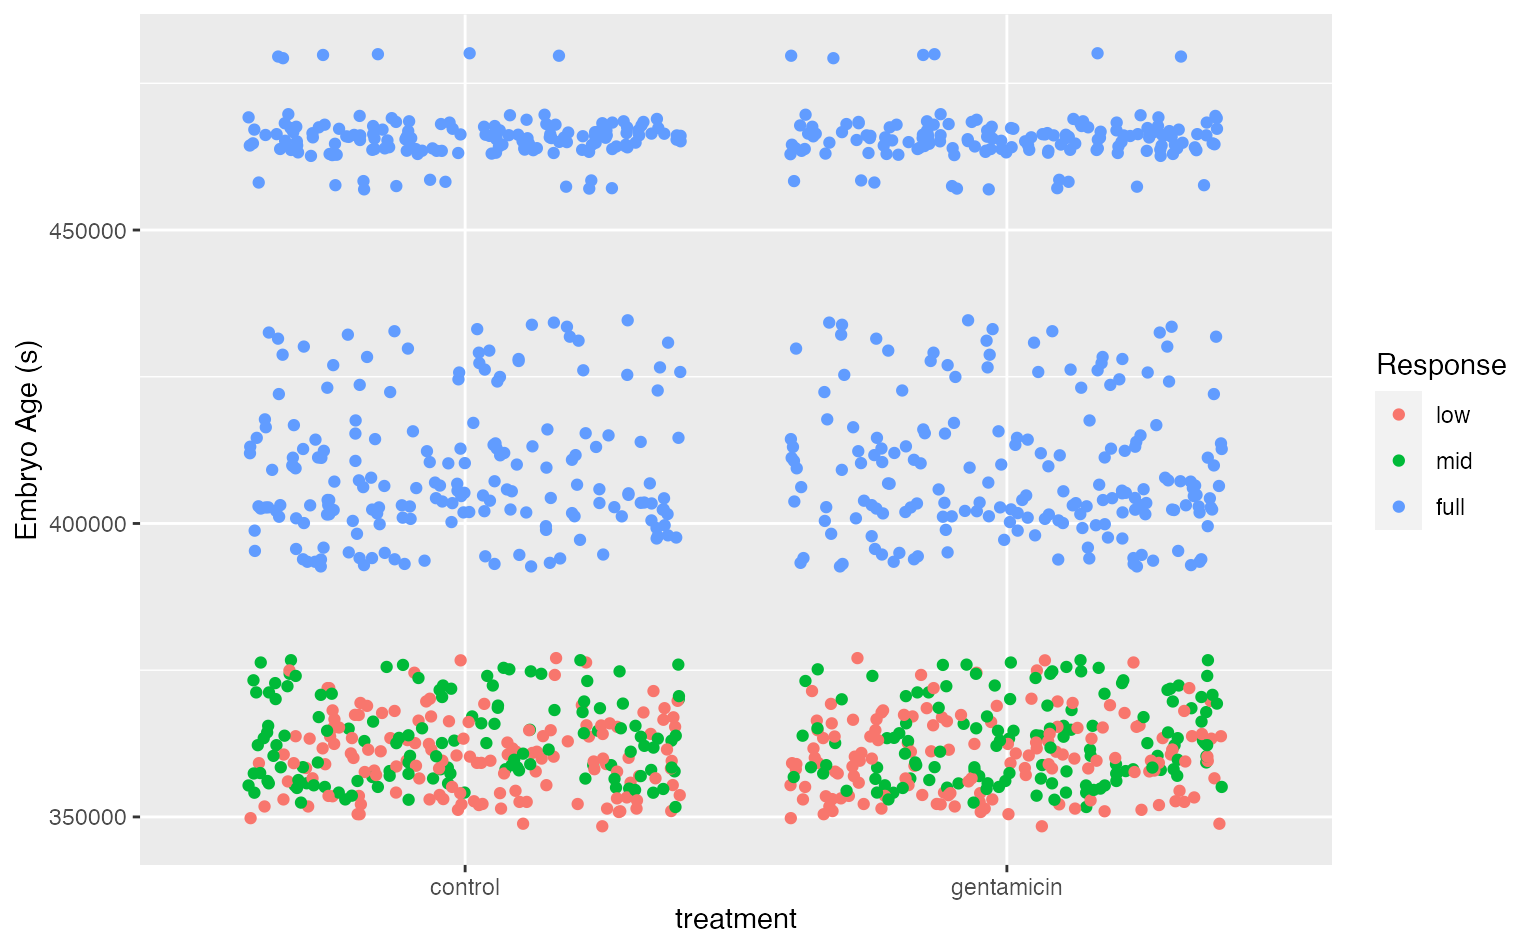 Embryo Age (s)
450000
400000
350000
control
gentamicin
treatment
Response
low
mid
full